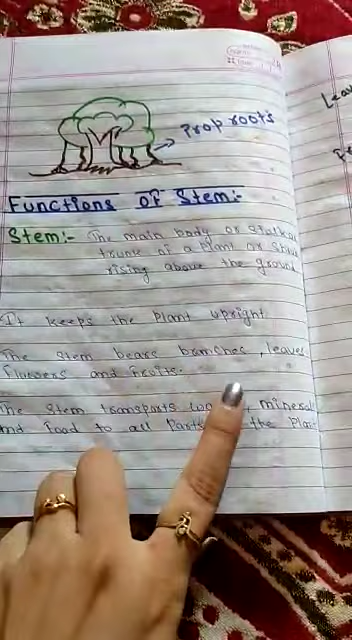 Prop roots
Functions of Stem:-
Stem:- The main body or stalk or
trunk of a plant or
rising above the ground
It keeps the plant upright
The stem bears branches, leaves
flowers and fruits.
The stem transports mineral
and food to all Parts the Plant
Leav